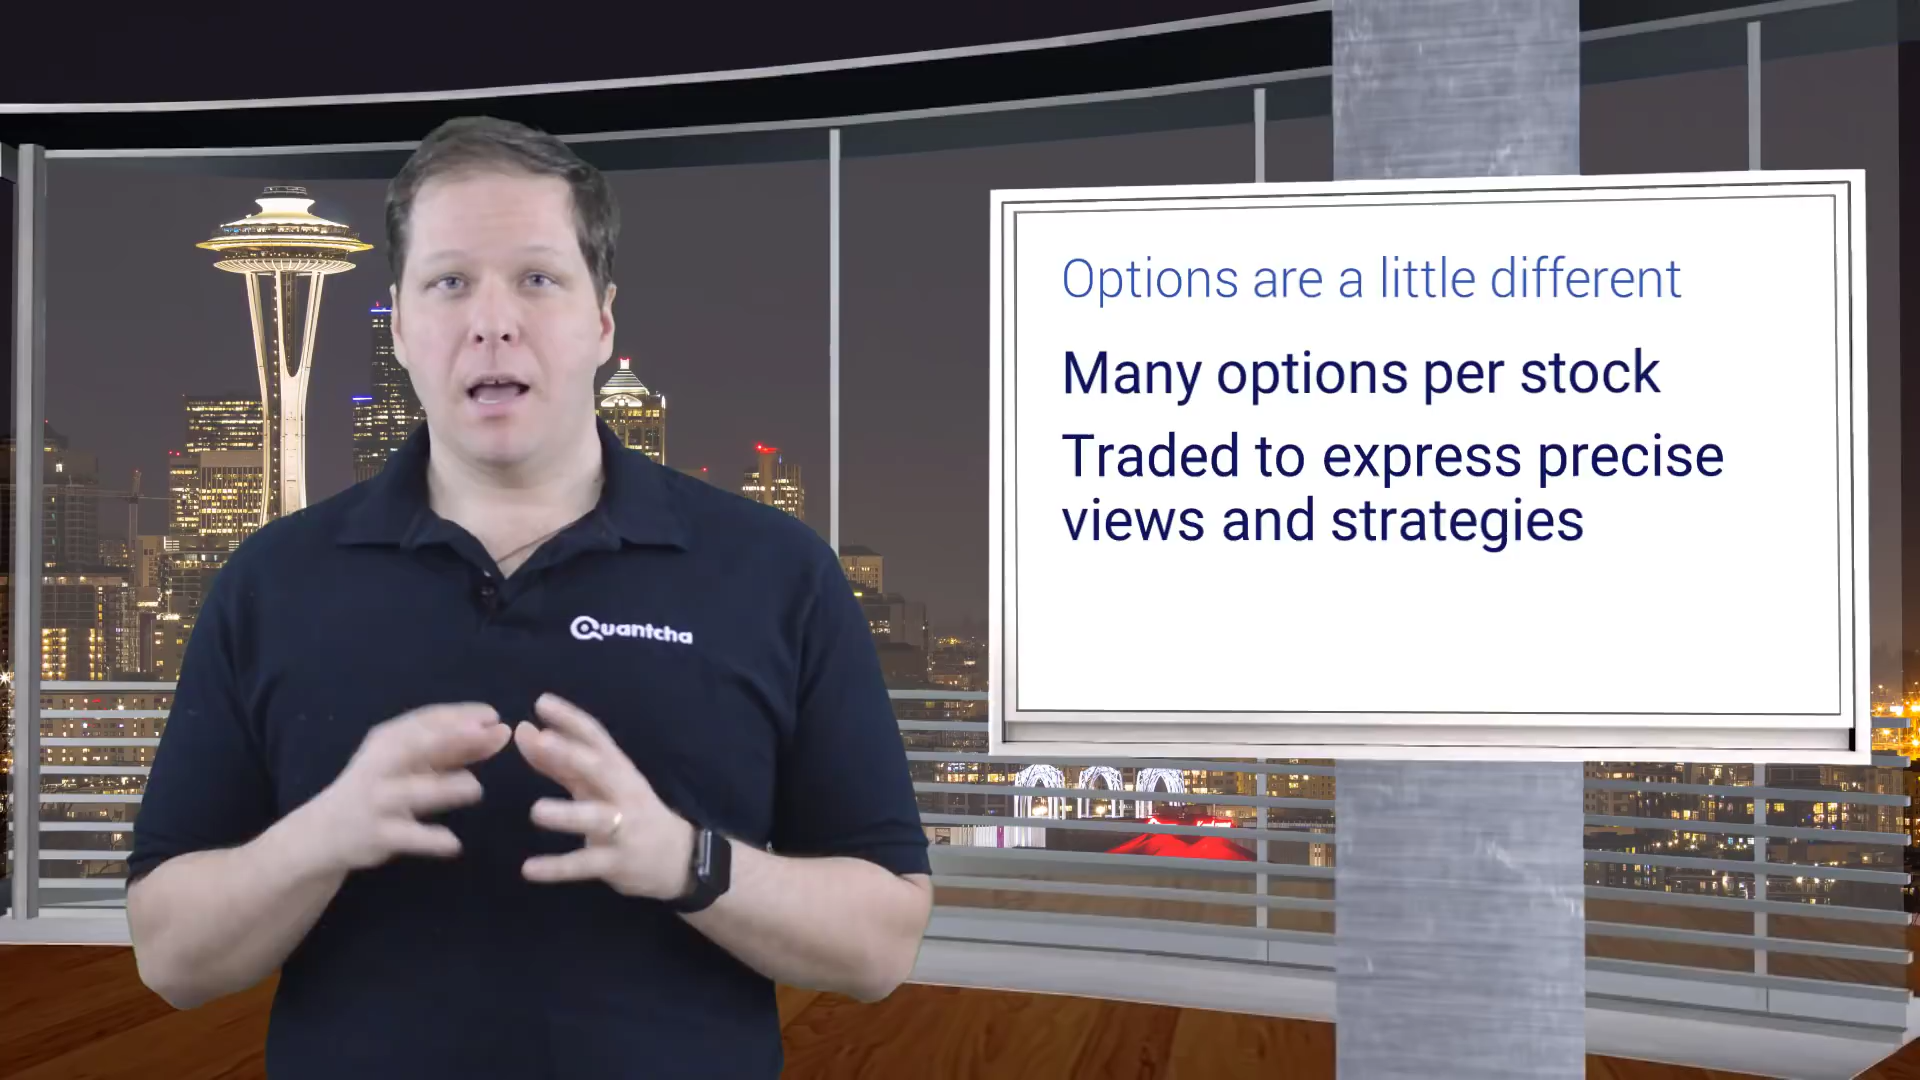 Options are a little different
Many options per stock
Traded to express precise
views and strategies
Quantcha